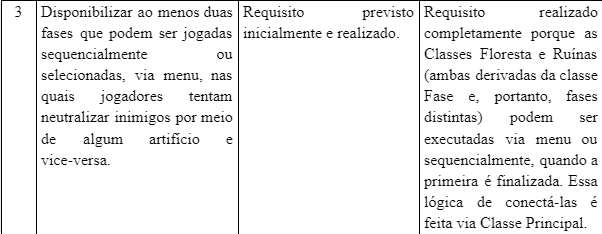 3
Disponibilizar ao menos duas
fases que podem ser jogadas
sequencialmente ou
selecionadas, via menu, nas
quais jogadores tentam
neutralizar inimigos por meio
de algum artifício e
vice-versa.
Requisito previsto
inicialmente e realizado.
Requisito realizado
completamente porque as
Classes Floresta e Ruínas
(ambas derivadas da classe
Fase e, portanto, fases
distintas) podem ser
executadas via menu ou
sequencialmente, quando a
primeira é finalizada. Essa
lógica de conectá-las é
feita via Classe Principal.